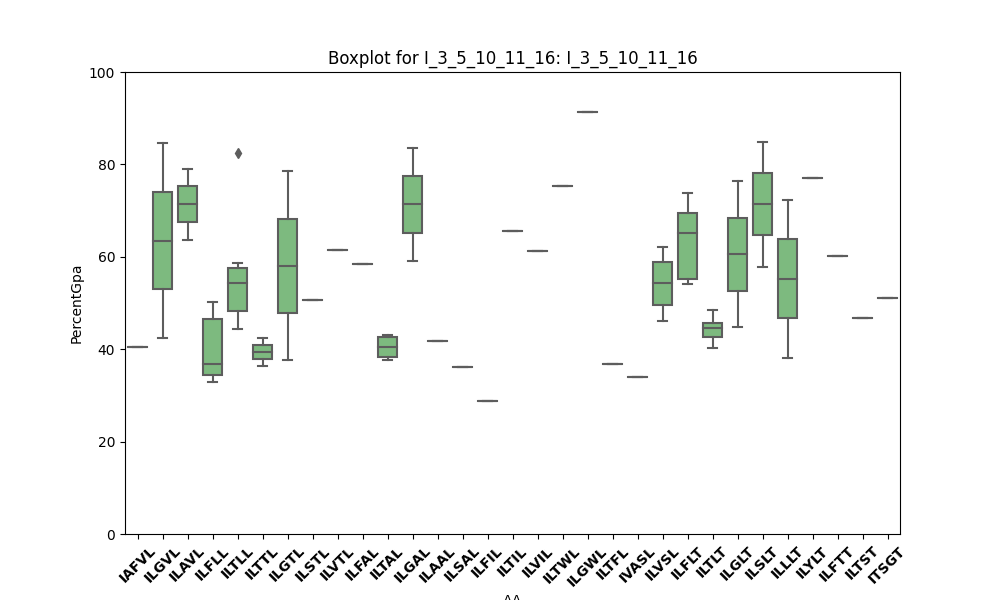 Boxplot for I_3_5_10_11_16: I_3_5_10_11_16
100
80
60
40
20
0
PercentGpa
IAFVL
ILGVL
ILAVL
ILFLL
ILTLL
ILTTL
ILGTL
ILSTL
ILVTL
ILFAL
ILTAL
ILGAL
ILAAL
ILSAL
ILFIL
ILTIL
ILVIL
ILTWL
ILGWL
ILTFL
IVASL
ILVSL
ILFLT
ILTLT
ILGLT
ILSLT
ILLLT
ILYLT
ILFTT
ILTST
ITSGT
AA